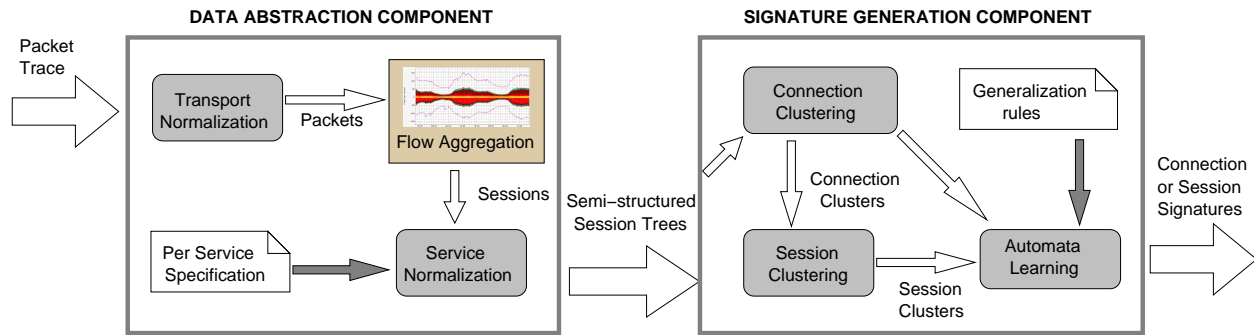 DATA ABSTRACTION COMPONENT
SIGNATURE GENERATION COMPONENT
Packet
Trace
Transport
Normalization
Packets
Flow Aggregation
Sessions
Per Service
Specification
Service
Normalization
Semi−structured
Session Trees
Connection
Clustering
Generalization
rules
Connection
Clusters
Session
Clustering
Session
Clusters
Automata
Learning
Connection
or Session
Signatures